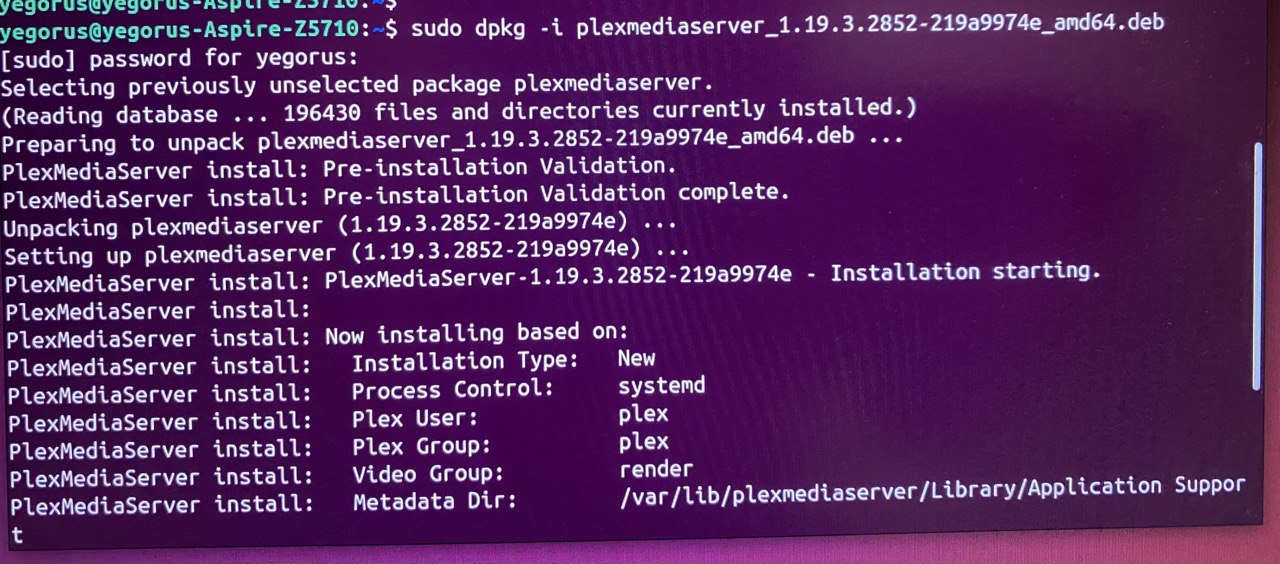 yegorus@yegorus-Aspire-Z5710:~$
yegorus@yegorus-Aspire-Z5710:~$ sudo dpkg -i plexmediaserver_1.19.3.2852-219a9974e_amd64.deb
[sudo] password for yegorus:
Selecting previously unselected package plexmediaserver.
(Reading database ... 196430 files and directories currently installed.)
Preparing to unpack plexmediaserver_1.19.3.2852-219a9974e_amd64.deb ...
PlexMediaServer install: Pre-installation Validation.
PlexMediaServer install: Pre-installation Validation complete.
Unpacking plexmediaserver (1.19.3.2852-219a9974e) ...
Setting up plexmediaserver (1.19.3.2852-219a9974e) ...
PlexMediaServer install: PlexMediaServer-1.19.3.2852-219a9974e - Installation starting.
PlexMediaServer install:
PlexMediaServer install: Now installing based on:
PlexMediaServer install:   Installation Type:   New
PlexMediaServer install:   Process Control:     systemd
PlexMediaServer install:   Plex User:           plex
PlexMediaServer install:   Plex Group:          plex
PlexMediaServer install:   Video Group:         render
PlexMediaServer install:   Metadata Dir:        /var/lib/plexmediaserver/Library/Application Suppor
t